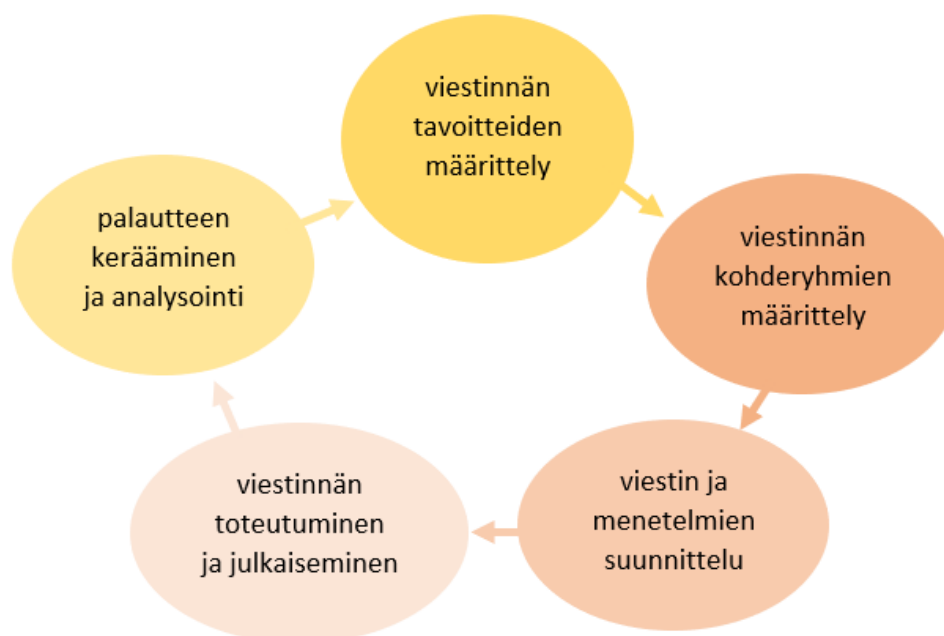 viestinnän
tavoitteiden
määrittely
viestinnän
kohderyhmien
määrittely
viestin ja
menetelmien
suunnittelu
viestinnän
toteutuminen
ja julkaiseminen
palautteen
kerääminen
ja analysointi